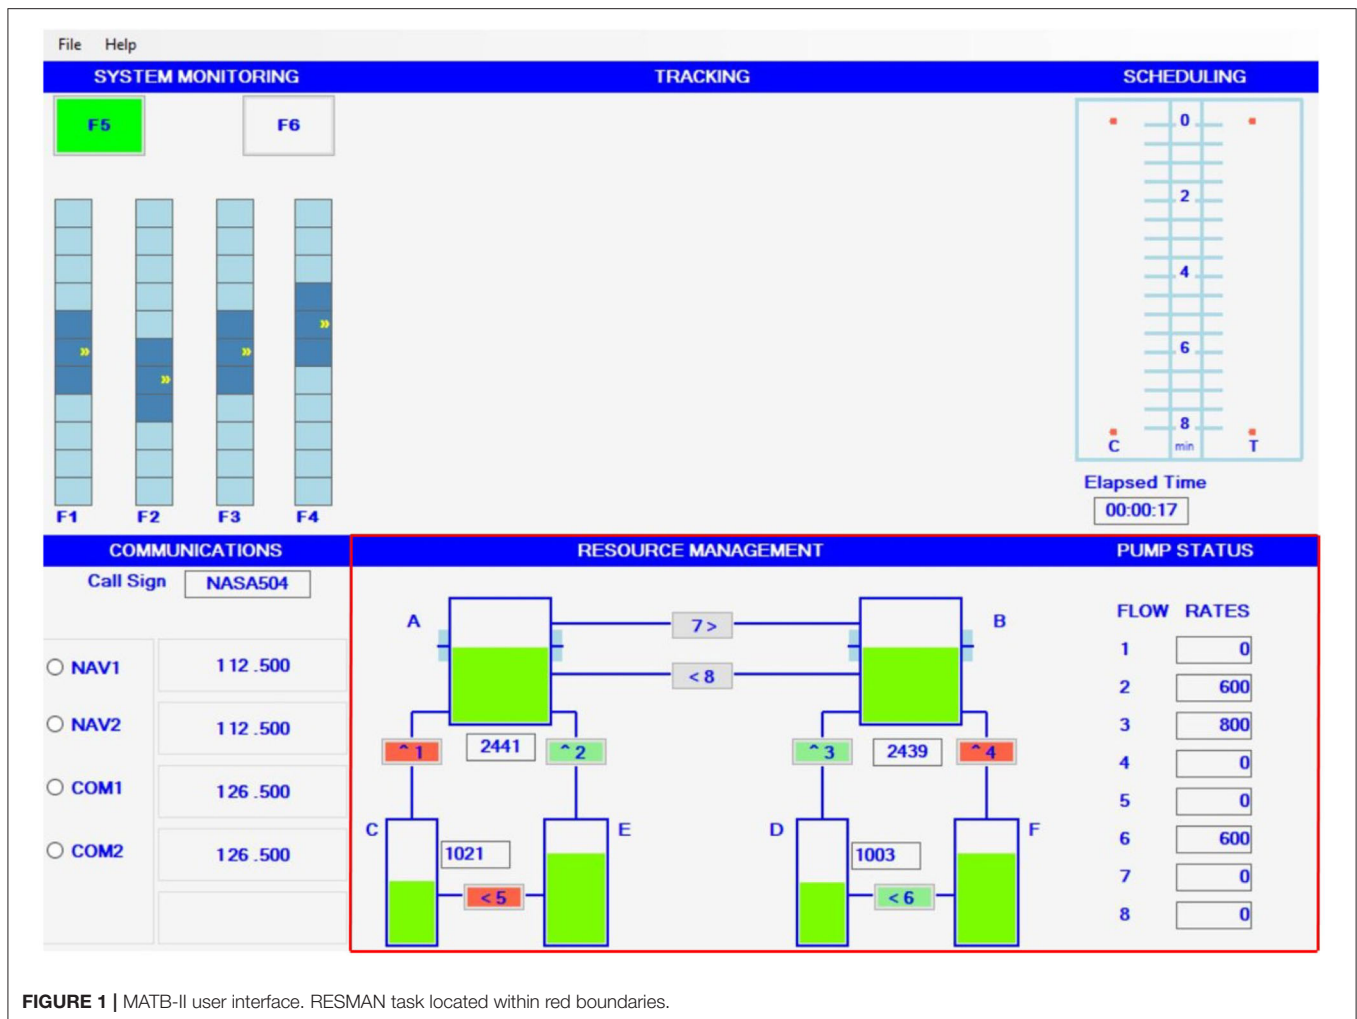 File Help
SYSTEM MONITORING TRACKING SCHEDULING
F5 F6
0
2
4
6
8
C min T
» » » »
F1 F2 F3 F4
Elapsed Time
00:00:17
COMMUNICATIONS
Call Sign NASA504
NAV1 112.500
NAV2 112.500
COM1 126.500
COM2 126.500
RESOURCE MANAGEMENT PUMP STATUS
A 7 > B
< 8
^ 1 2441 ^ 2 ^ 3 2439 ^ 4
C 1021 E D 1003 F
< 5 < 6
FLOW RATES
1 0
2 600
3 800
4 0
5 0
6 600
7 0
8 0
FIGURE 1 | MATB-II user interface. RESMAN task located within red boundaries.